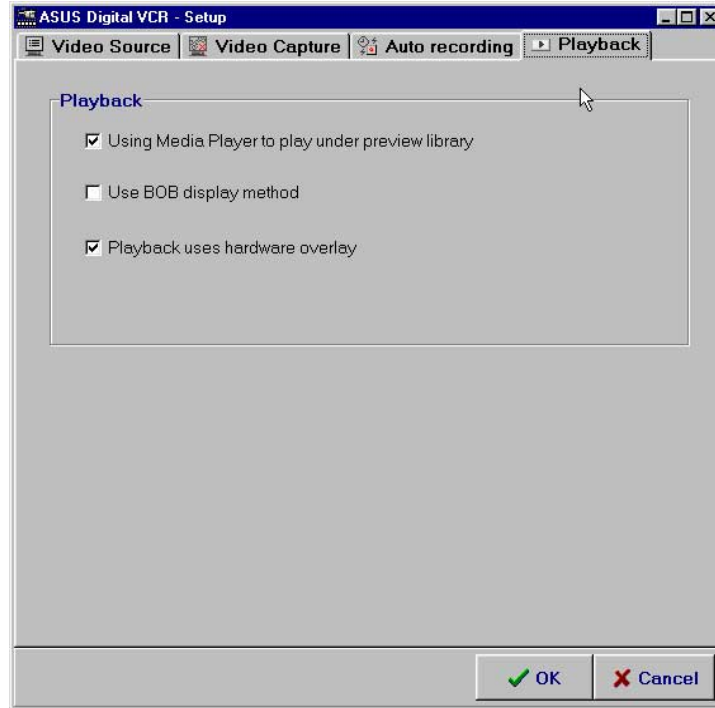 ASUS Digital VCR - Setup
Video Source Video Capture Auto recording Playback
Playback
Using Media Player to play under preview library
Use BOB display method
Playback uses hardware overlay
OK Cancel